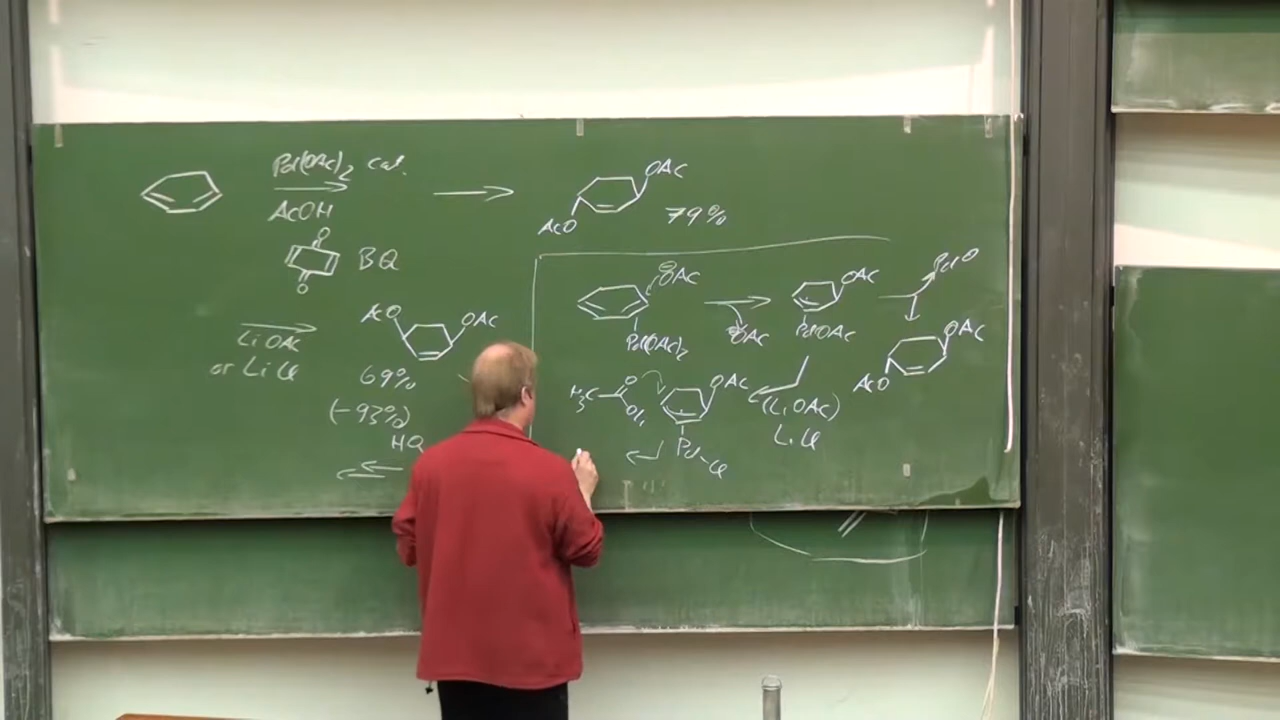 Pd(OAc)2 cat.
AcOH
O
O
BQ
OAc
AcO
79%
LiOAc
or LiCl
AcO
OAc
69%
(-93%)
HO
⊖OAc
Pd(OAc)2
OAc
OAc
PdOAc
Pd0
OAc
AcO
H3C
O
OAc
Pd-Cl
(LiOAc)
LiCl